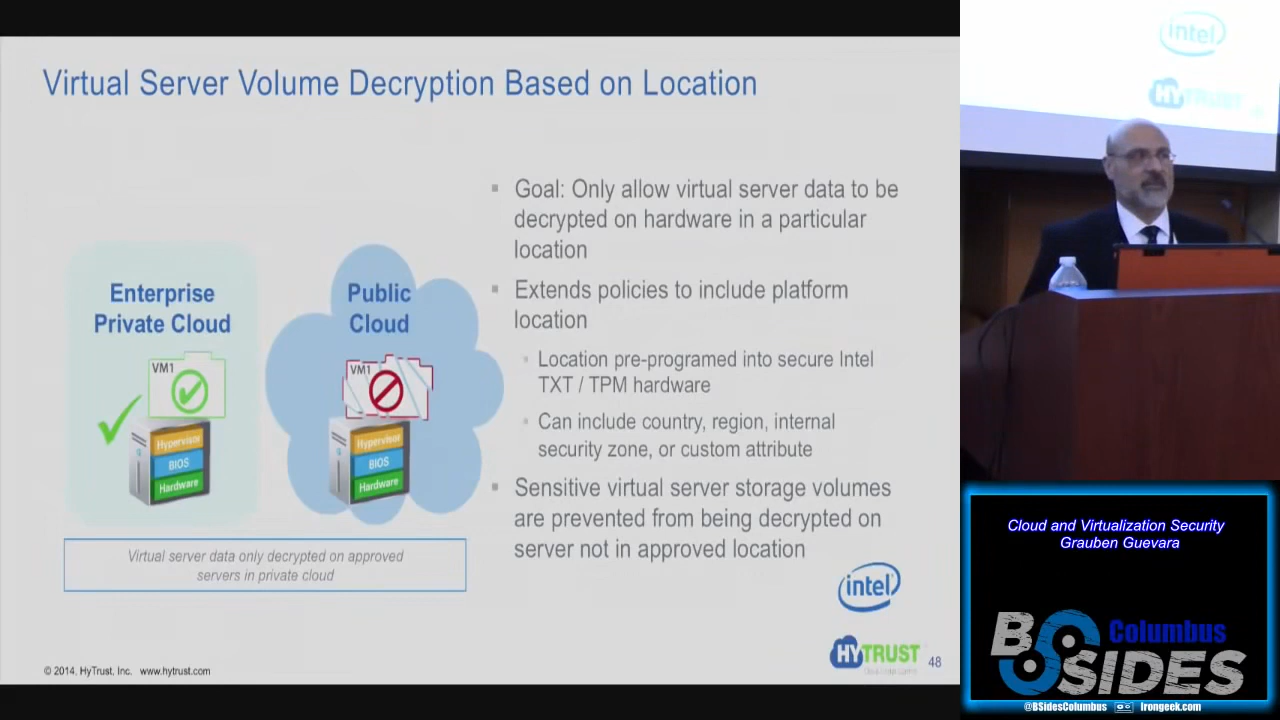 Virtual Server Volume Decryption Based on Location
Enterprise
Private Cloud
VM1
Hypervisor
BIOS
Hardware
Public
Cloud
VM1
Hypervisor
BIOS
Hardware
Virtual server data only decrypted on approved
servers in private cloud
▪ Goal: Only allow virtual server data to be
decrypted on hardware in a particular
location
▪ Extends policies to include platform
location
▪ Location pre-programed into secure Intel
TXT / TPM hardware
▪ Can include country, region, internal
security zone, or custom attribute
▪ Sensitive virtual server storage volumes
are prevented from being decrypted on
server not in approved location
intel
HYTRUST
48
© 2014, HyTrust, Inc. www.hytrust.com
intel
HYTRUST
Cloud and Virtualization Security
Grauben Guevara
BSIDES
Columbus
@BSidesColumbus
Irongeek.com